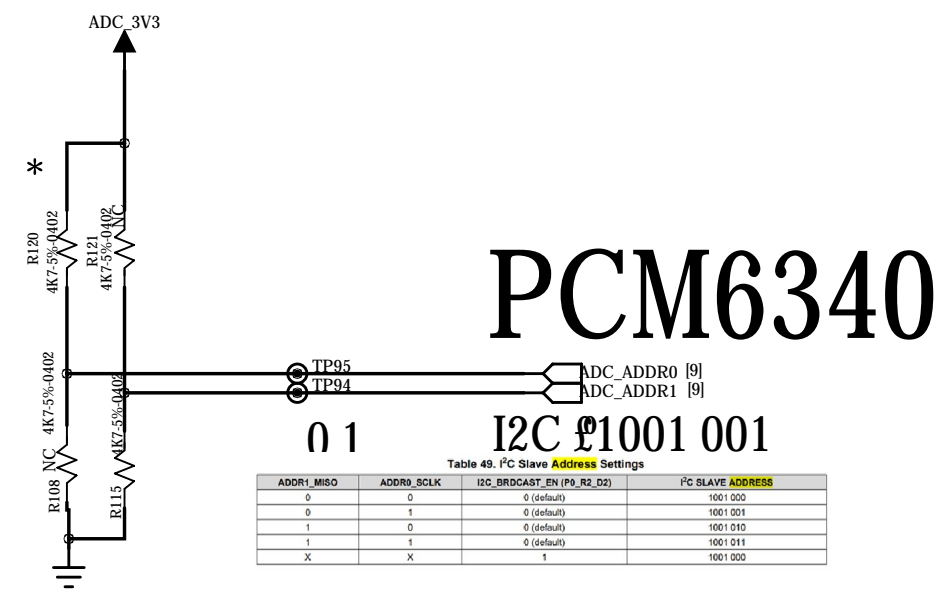 ADC_3V3
*
R120
4K7-5%-0402
R121
4K7-5%-0402
NC
PCM6340
TP95
ADC_ADDR0 [9]
TP94
ADC_ADDR1 [9]
4K7-5%-0402
R108 NC
4K7-5%-0402
R115
0 1
I2C 1001 001
Table 49. I²C Slave Address Settings
ADDR1_MISO ADDR0_SCLK I2C_BRDCAST_EN (P0_R2_D2) I²C SLAVE ADDRESS
0 0 0 (default) 1001 000
0 1 0 (default) 1001 001
1 0 0 (default) 1001 010
1 1 0 (default) 1001 011
X X 1 1001 000